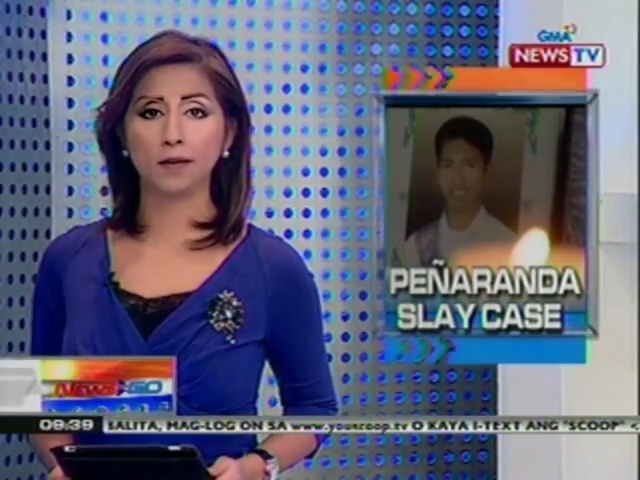 GMA
NEWS TV
PEÑARANDA
SLAY CASE
NEWS TO GO
09:39 BALITA, MAG-LOG ON SA www.youscoop.tv O KAYA I-TEXT ANG "SCOOP"